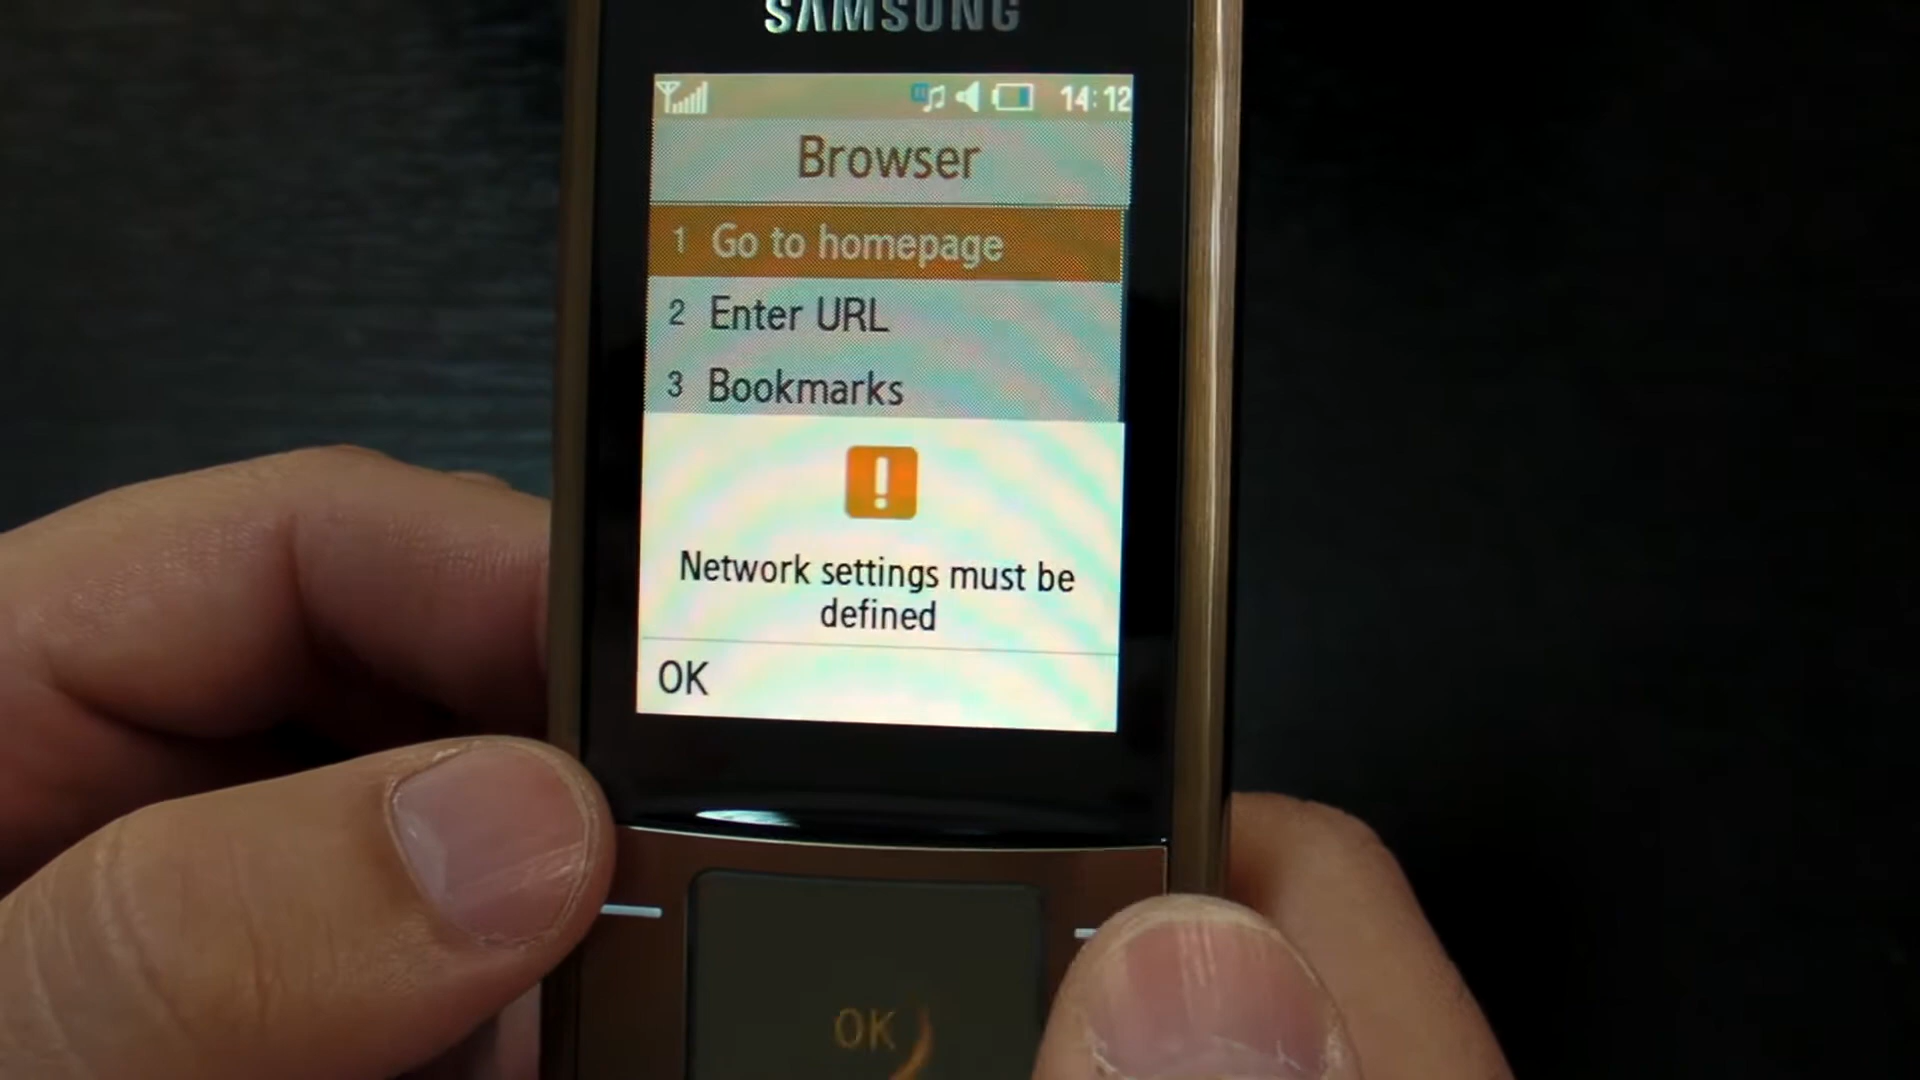 SAMSUNG
14:12
Browser
1 Go to homepage
2 Enter URL
3 Bookmarks
!
Network settings must be
defined
OK
OK